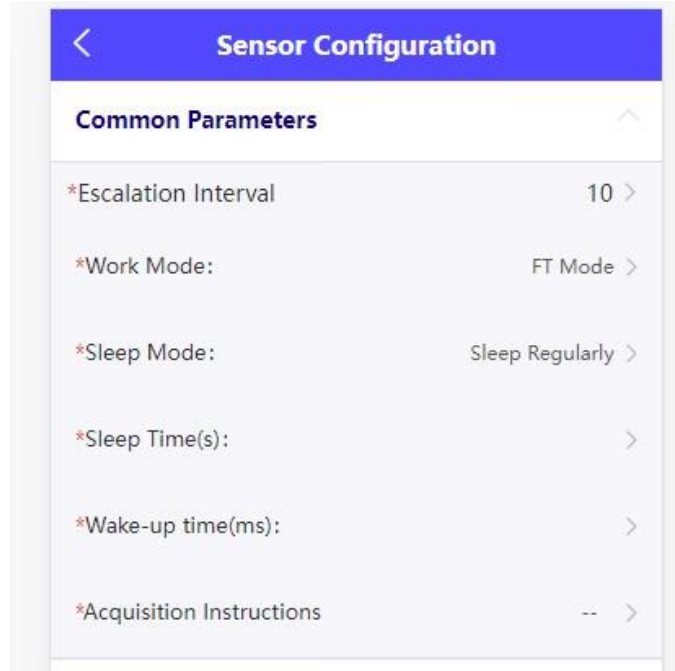 Sensor Configuration
Common Parameters
*Escalation Interval 10
*Work Mode: FT Mode
*Sleep Mode: Sleep Regularly
*Sleep Time(s):
*Wake-up time(ms):
*Acquisition Instructions --